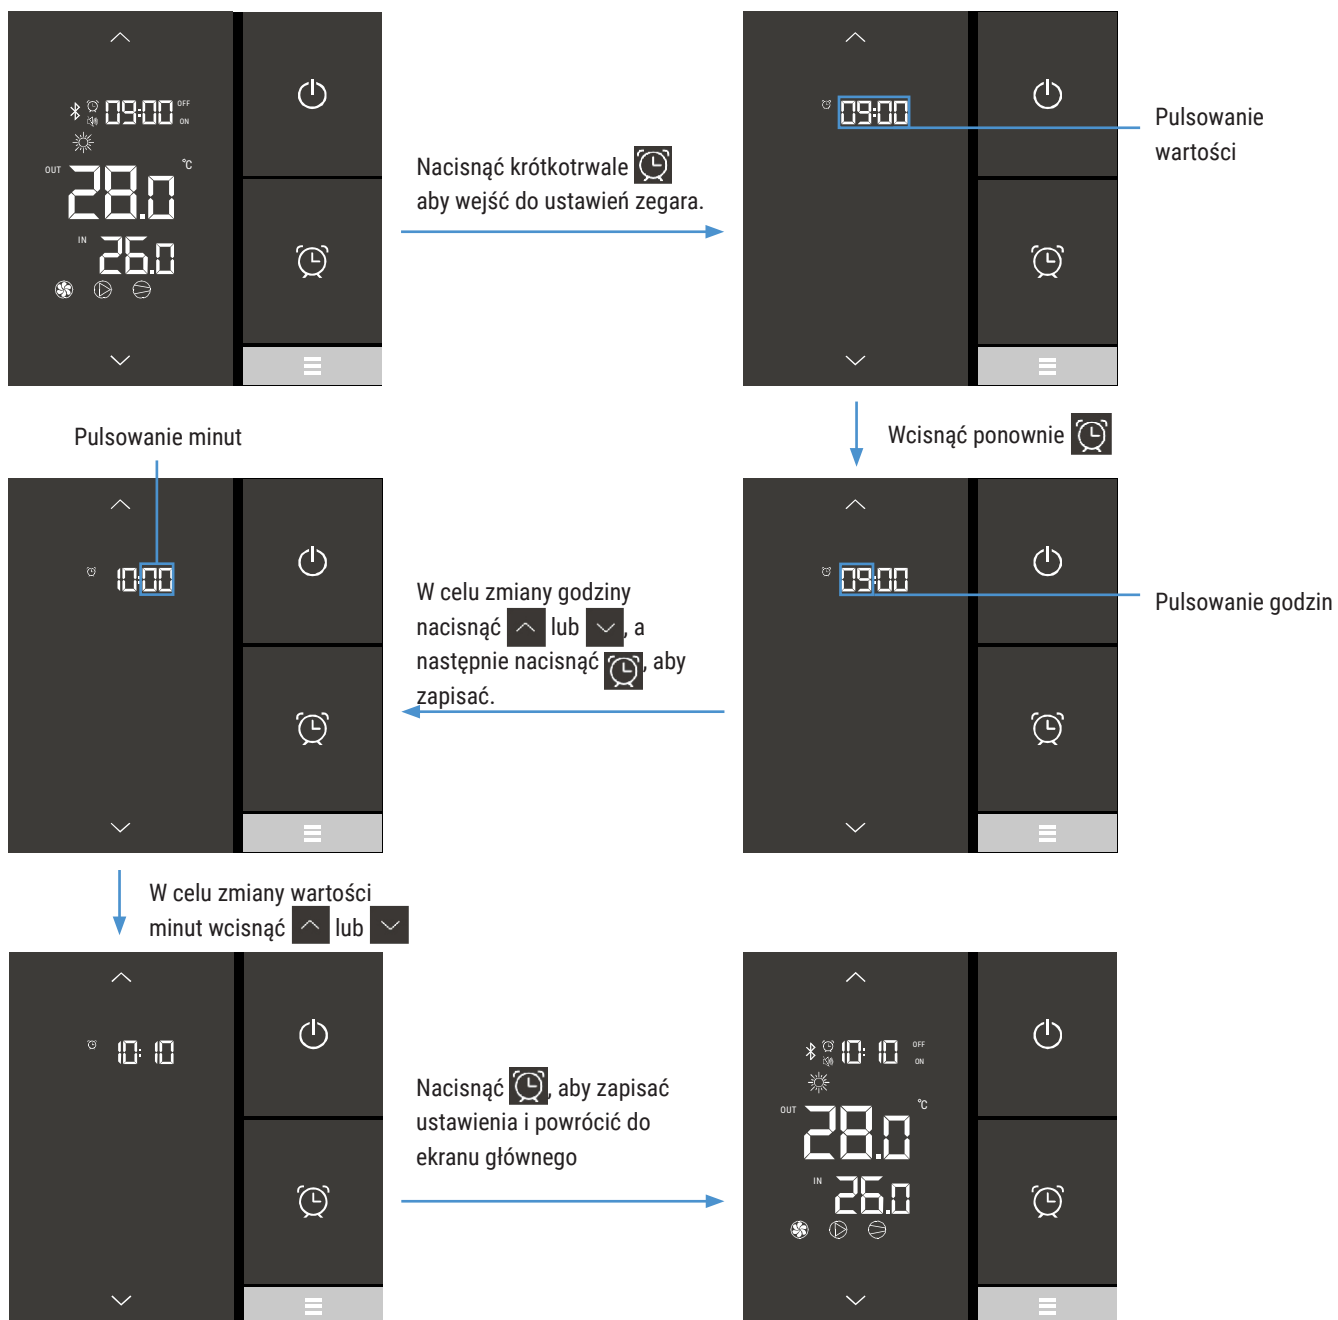 09:00 OFF
ON
OUT 28.0 °C
IN 26.0
Nacisnąć krótkotrwale
aby wejść do ustawień zegara.
09:00
Pulsowanie
wartości
Wcisnąć ponownie
09:00
Pulsowanie godzin
W celu zmiany godziny
nacisnąć lub , a
następnie nacisnąć , aby
zapisać.
Pulsowanie minut
10:00
W celu zmiany wartości
minut wcisnąć lub
10:10
Nacisnąć , aby zapisać
ustawienia i powrócić do
ekranu głównego
10:10 OFF
ON
OUT 28.0 °C
IN 26.0